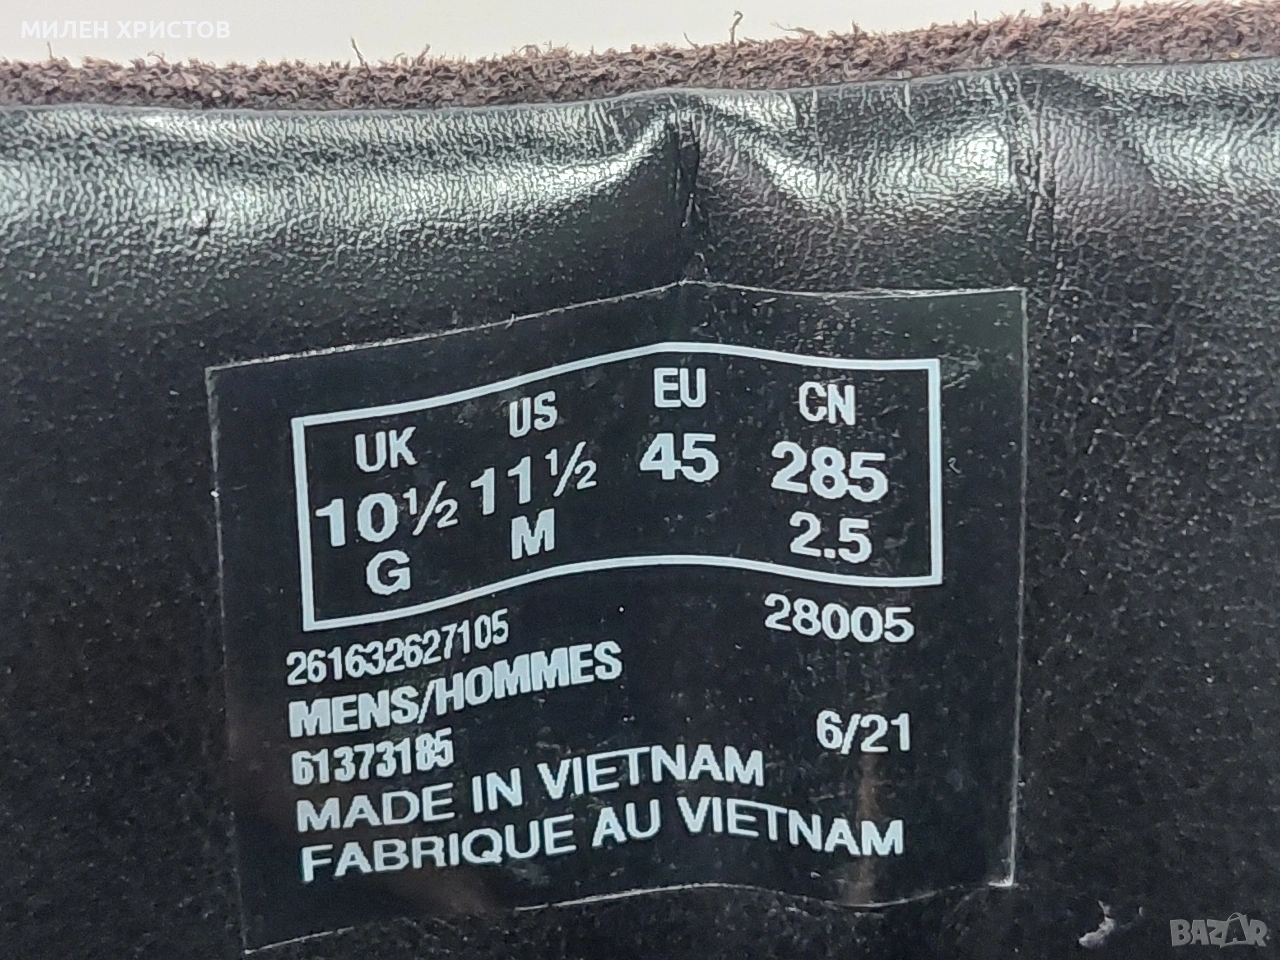 МИЛЕН ХРИСТОВ
UK US EU CN
10½ 11½ 45 285
G M 2.5
261632627105 28005
MENS/HOMMES
61373185 6/21
MADE IN VIETNAM
FABRIQUE AU VIETNAM
BAZAR